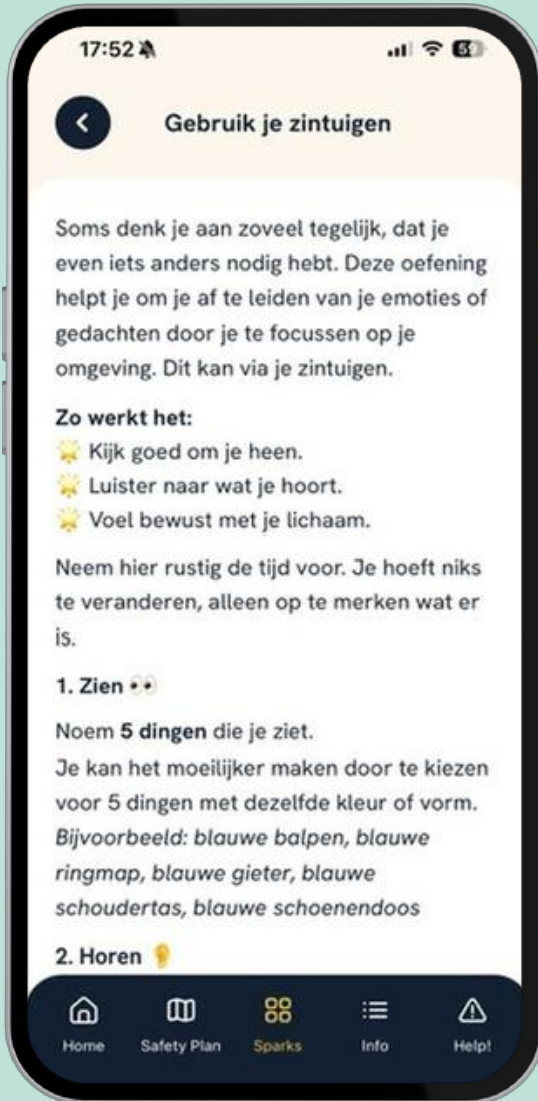 17:52
59
Gebruik je zintuigen
Soms denk je aan zoveel tegelijk, dat je
even iets anders nodig hebt. Deze oefening
helpt je om je af te leiden van je emoties of
gedachten door je te focussen op je
omgeving. Dit kan via je zintuigen.
Zo werkt het:
🌟 Kijk goed om je heen.
🌟 Luister naar wat je hoort.
🌟 Voel bewust met je lichaam.
Neem hier rustig de tijd voor. Je hoeft niks
te veranderen, alleen op te merken wat er
is.
1. Zien 👀
Noem 5 dingen die je ziet.
Je kan het moeilijker maken door te kiezen
voor 5 dingen met dezelfde kleur of vorm.
Bijvoorbeeld: blauwe balpen, blauwe
ringmap, blauwe gieter, blauwe
schoudertas, blauwe schoenendoos
2. Horen 👂
Home Safety Plan Sparks Info Help!